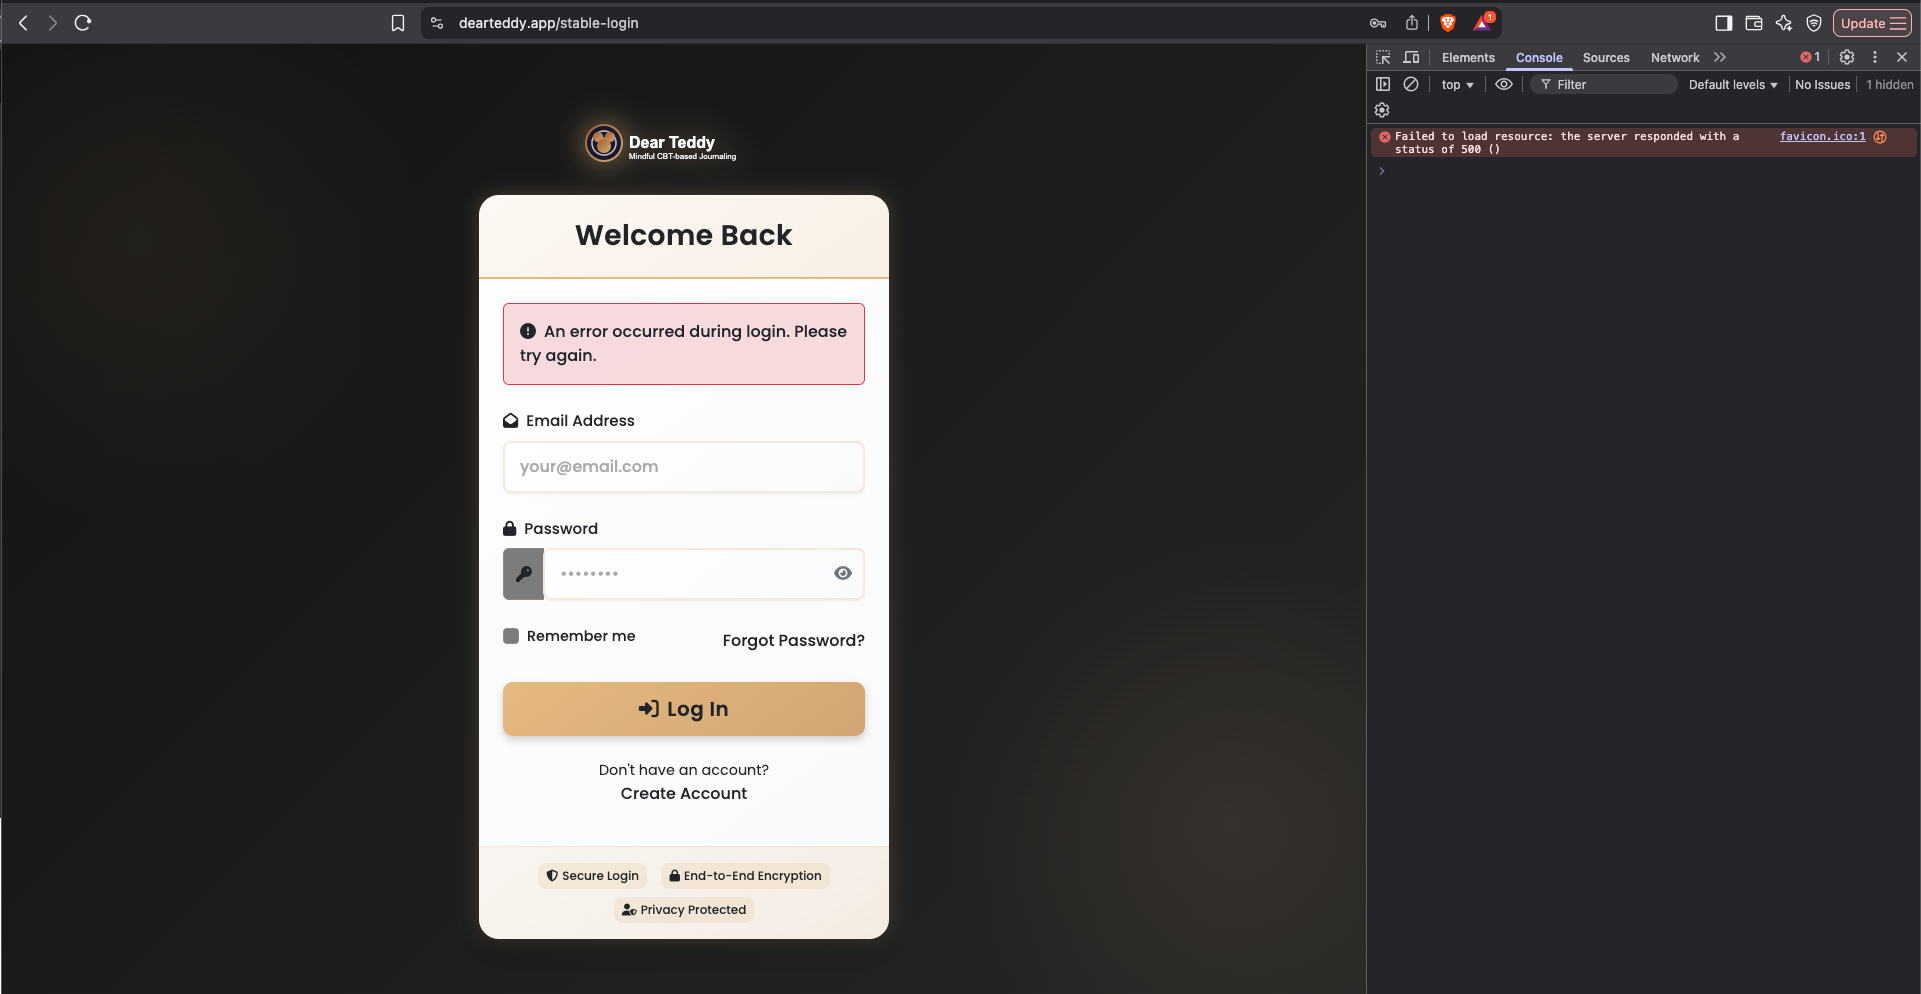 dearteddy.app/stable-login
1
Update
Elements
Console
Sources
Network
1
top
Filter
Default levels
No Issues
1 hidden
Failed to load resource: the server responded with a
status of 500 ()
favicon.ico:1
Dear Teddy
Mindful CBT-based Journaling
Welcome Back
An error occurred during login. Please
try again.
Email Address
your@email.com
Password
Remember me
Forgot Password?
Log In
Don't have an account?
Create Account
Secure Login
End-to-End Encryption
Privacy Protected